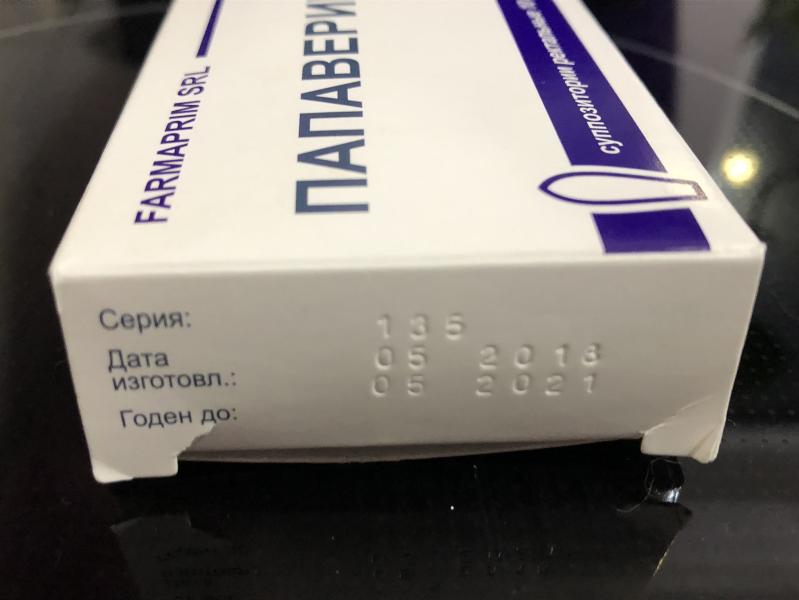 FARMAPRIM SRL
ПАПАВЕРИ
суппозитории ректальные
Серия: 135
Дата
изготовл.: 05 2018
Годен до: 05 2021